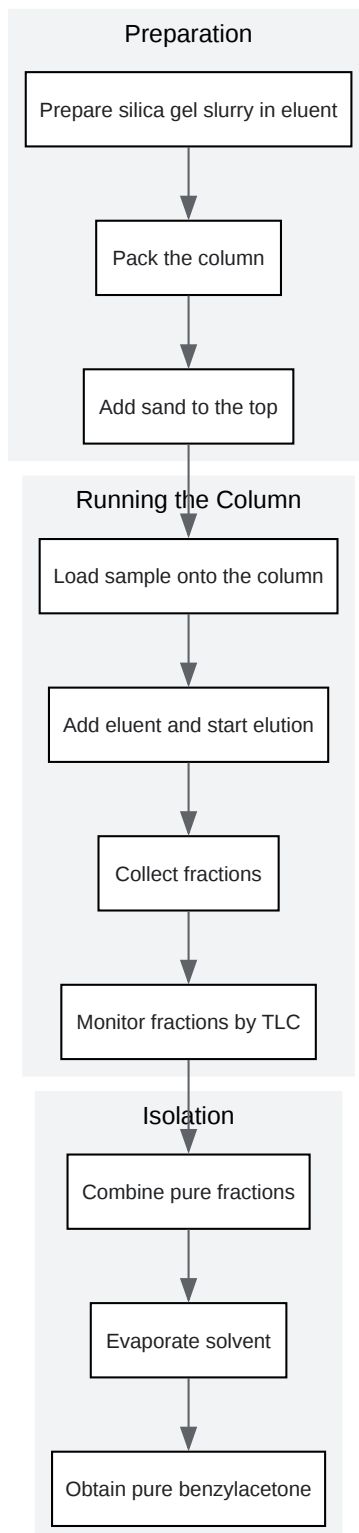 Preparation
Prepare silica gel slurry in eluent
Pack the column
Add sand to the top
Running the Column
Load sample onto the column
Add eluent and start elution
Collect fractions
Monitor fractions by TLC
Isolation
Combine pure fractions
Evaporate solvent
Obtain pure benzylacetone